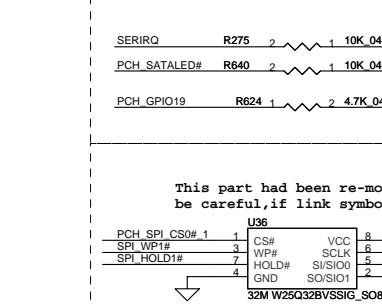 SERIRQ R275 2 1 10K_04
PCH_SATALED# R640 2 1 10K_04
PCH_GPIO19 R624 1 2 4.7K_04
This part had been re-mo
be careful,if link symbo
U36
PCH_SPI_CS0#_1 1 CS# VCC 8
SPI_WP1# 3 WP# SCLK 6
SPI_HOLD1# 7 HOLD# SI/SIO0 5
4 GND SO/SIO1 2
32M W25Q32BVSSIG_SO8